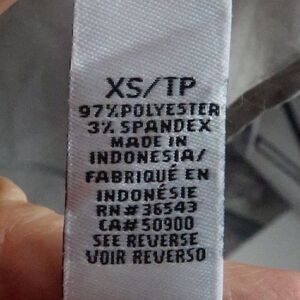 XS/TP
97%POLYESTER
3% SPANDEX
MADE IN
INDONESIA/
FABRIQUÉ EN
INDONÉSIE
RN#36543
CA#50900
SEE REVERSE
VOIR REVERSO